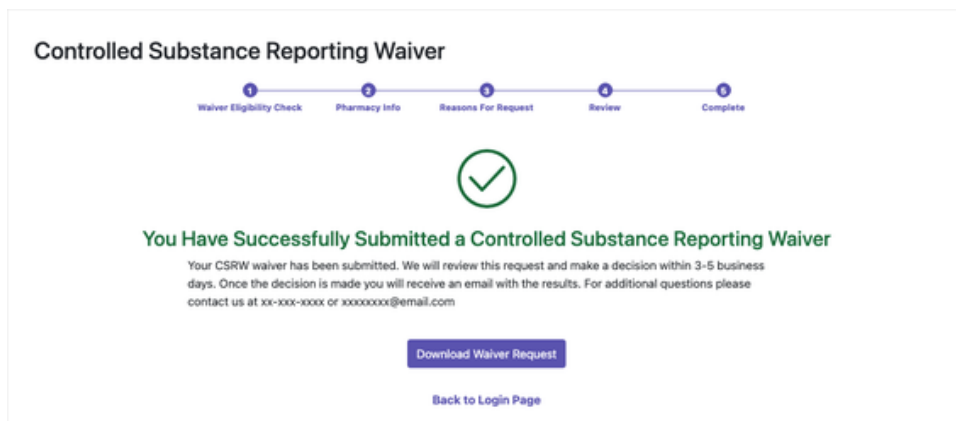 Controlled Substance Reporting Waiver
1 2 3 4 5
Waiver Eligibility Check Pharmacy Info Reasons For Request Review Complete
You Have Successfully Submitted a Controlled Substance Reporting Waiver
Your CSRW waiver has been submitted. We will review this request and make a decision within 3-5 business
days. Once the decision is made you will receive an email with the results. For additional questions please
contact us at xx-xxx-xxxx or xxxxxxxx@email.com
Download Waiver Request
Back to Login Page